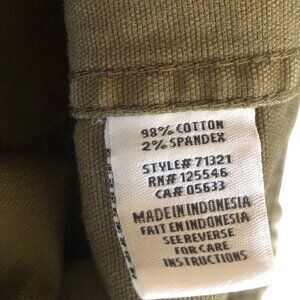 98% COTTON
2% SPANDEX
STYLE# 71321
RN# 125546
CA# 05633
MADE IN INDONESIA
FAIT EN INDONESIA
SEE REVERSE
FOR CARE
INSTRUCTIONS